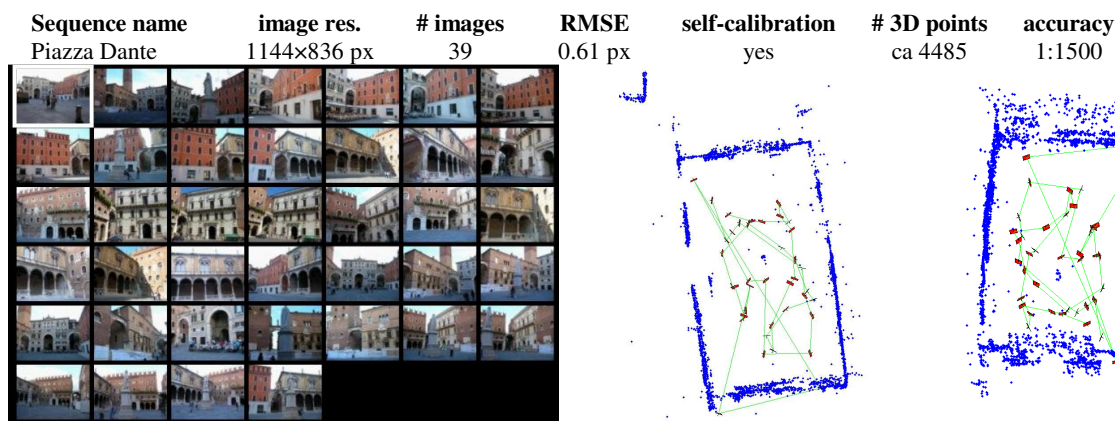 Sequence name image res. # images RMSE self-calibration # 3D points accuracy
Piazza Dante 1144×836 px 39 0.61 px yes ca 4485 1:1500